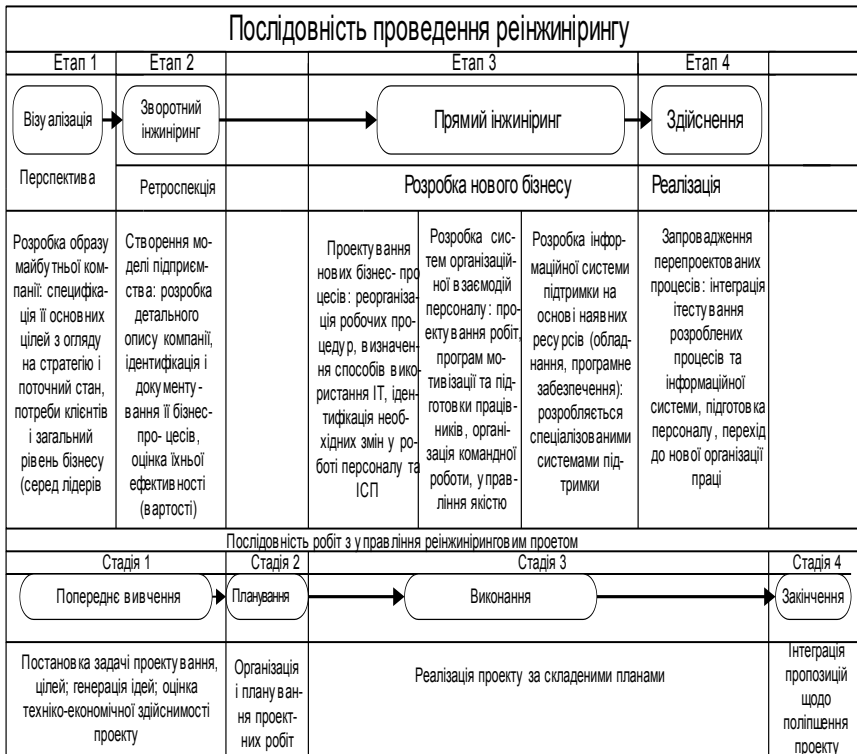 Послідовність проведення реінжинірингу
Етап 1
Етап 2
Етап 3
Етап 4
Візуалізація
Зворотний
інжиніринг
Прямий інжиніринг
Здійснення
Перспектива
Ретроспекція
Розробка нового бізнесу
Реалізація
Розробка образу
майбутньої ком-
панії: специфіка-
ція її основних
цілей з огляду
на стратегію і
поточний стан,
потреби клієнтів
і загальний
рівень бізнесу
(серед лідерів
Створення мо-
делі підприєм-
ства: розробка
детального
опису компанії,
ідентифікація і
документу-
вання її бізнес-
про-цесів,
оцінка їхньої
ефективності
(вартості)
Проектування
нових бізнес-про
цесів: реорганіз-
ація робочих про-
цедур, визначен-
ня способів вик-
ористання ІТ, іден-
тифікація необ-
хідних змін у ро-
боті персоналу та
ІСП
Розробка сис-
тем організацій-
ної взаємодій
персоналу: про-
ектування робіт,
програм мо-
тивізації та під-
готовки праців-
ників, органі-
зація командної
роботи, управ-
ління якістю
Розробка інфор-
маційної системи
підтримки на
основі наявних
ресурсів (облад-
нання, програмне
забезпечення):
розробляється
спеціалізованими
системами під-
тримки
Запровадження
перепроектованих
процесів: інтеграція
ітестування
розроблених
процесів та
інформаційної
системи, підготовка
персоналу, перехід
до нової організації
праці
Послідовність робіт з управління реінжиніринговим проетом
Стадія 1
Стадія 2
Стадія 3
Стадія 4
Попереднє вивчення
Планування
Виконання
Закінчення
Постановка задачі проектування,
цілей; генерація ідей; оцінка
техніко-економічної здійснимості
проекту
Організація
і плануван-
ня проект-
них робіт
Реалізація проекту за складеними планами
Інтеграція
пропозицій
щодо
поліпшення
проекту